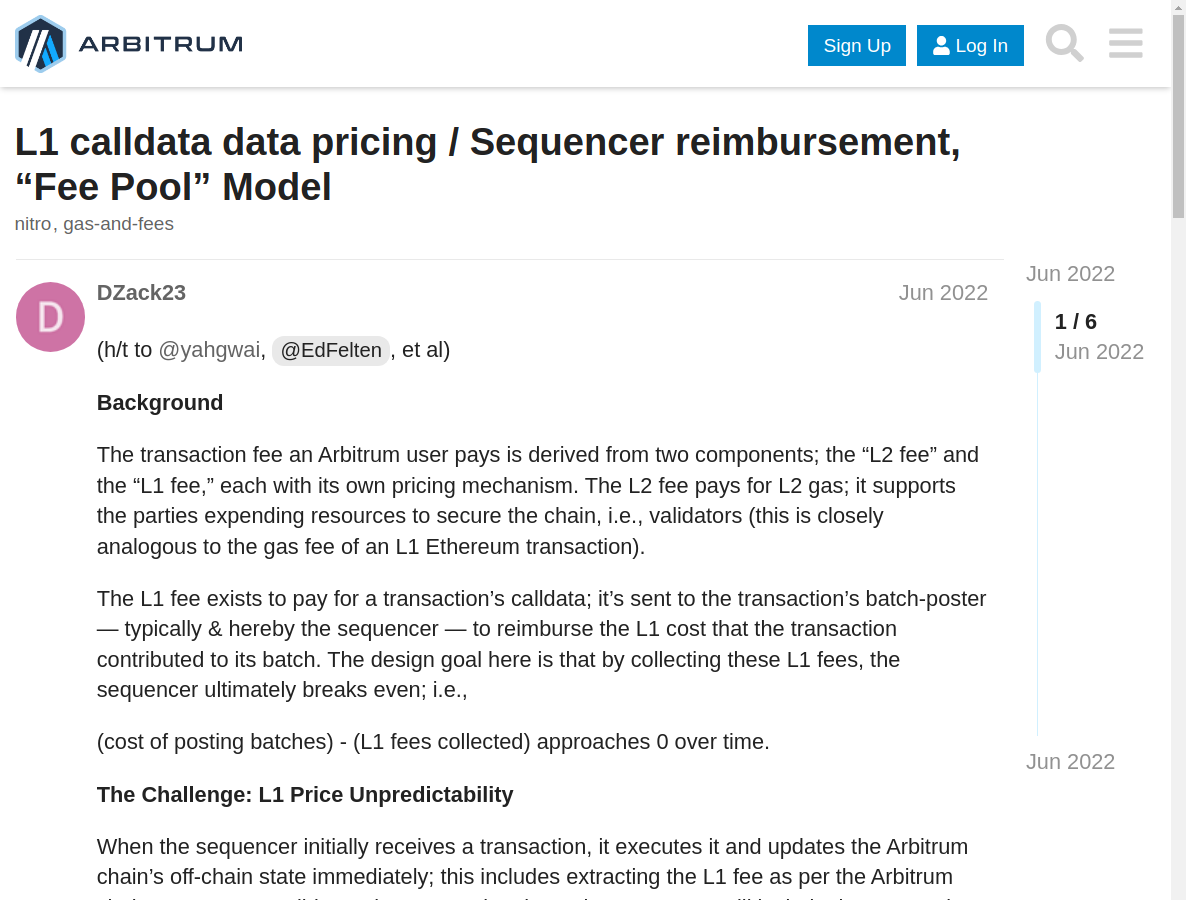 ARBITRUM
Sign Up
Log In
L1 calldata data pricing / Sequencer reimbursement,
“Fee Pool” Model
nitro, gas-and-fees
D
DZack23
Jun 2022
(h/t to @yahgwai, @EdFelten, et al)
Background
The transaction fee an Arbitrum user pays is derived from two components; the “L2 fee” and
the “L1 fee,” each with its own pricing mechanism. The L2 fee pays for L2 gas; it supports
the parties expending resources to secure the chain, i.e., validators (this is closely
analogous to the gas fee of an L1 Ethereum transaction).
The L1 fee exists to pay for a transaction’s calldata; it’s sent to the transaction’s batch-poster
— typically & hereby the sequencer — to reimburse the L1 cost that the transaction
contributed to its batch. The design goal here is that by collecting these L1 fees, the
sequencer ultimately breaks even; i.e.,
(cost of posting batches) - (L1 fees collected) approaches 0 over time.
The Challenge: L1 Price Unpredictability
When the sequencer initially receives a transaction, it executes it and updates the Arbitrum
chain’s off-chain state immediately; this includes extracting the L1 fee as per the Arbitrum
Jun 2022
1 / 6
Jun 2022
Jun 2022